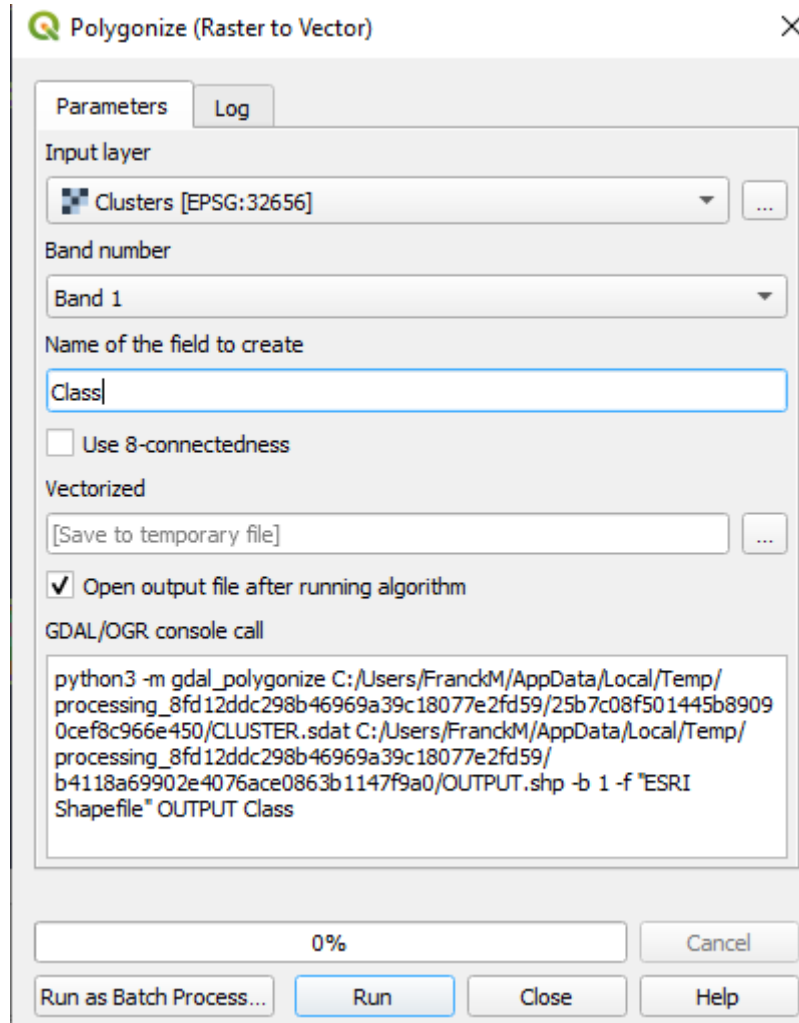 Polygonize (Raster to Vector)
Parameters
Log
Input layer
Clusters [EPSG:32656]
...
Band number
Band 1
Name of the field to create
Class
Use 8-connectedness
Vectorized
[Save to temporary file]
...
Open output file after running algorithm
GDAL/OGR console call
python3 -m gdal_polygonize C:/Users/FranckM/AppData/Local/Temp/
processing_8fd12ddc298b46969a39c18077e2fd59/25b7c08f501445b8909
0cef8c966e450/CLUSTER.sdat C:/Users/FranckM/AppData/Local/Temp/
processing_8fd12ddc298b46969a39c18077e2fd59/
b4118a69902e4076ace0863b1147f9a0/OUTPUT.shp -b 1 -f "ESRI
Shapefile" OUTPUT Class
0%
Cancel
Run as Batch Process...
Run
Close
Help